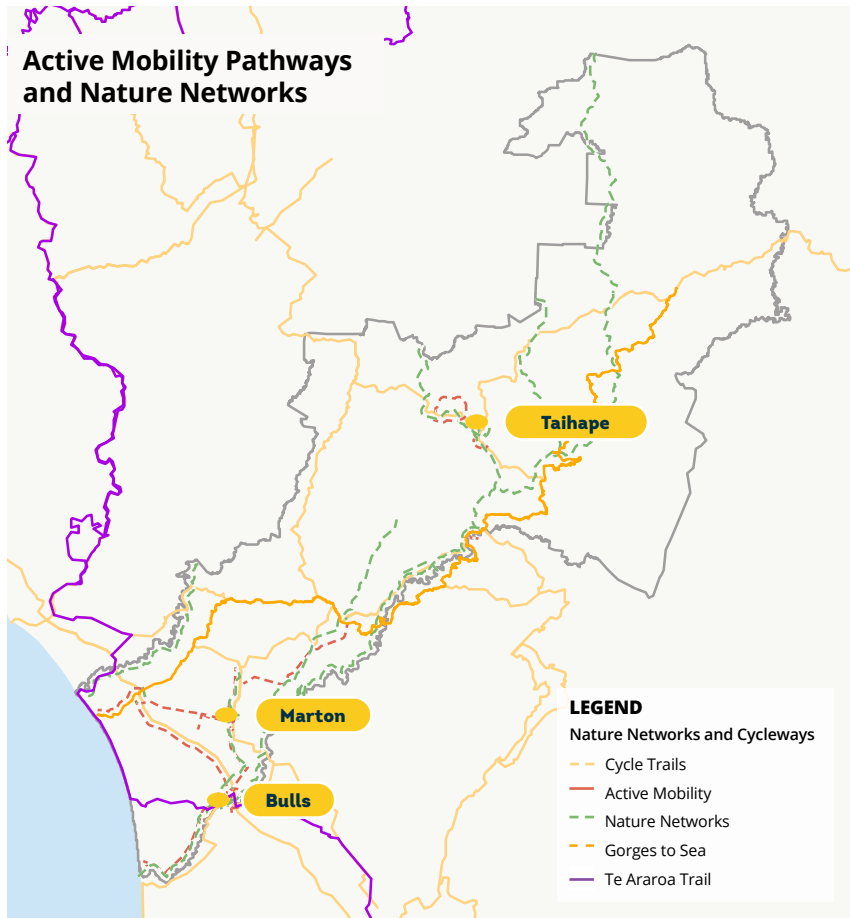 Active Mobility Pathways
and Nature Networks
Taihape
Marton
Bulls
LEGEND
Nature Networks and Cycleways
Cycle Trails
Active Mobility
Nature Networks
Gorges to Sea
Te Araroa Trail